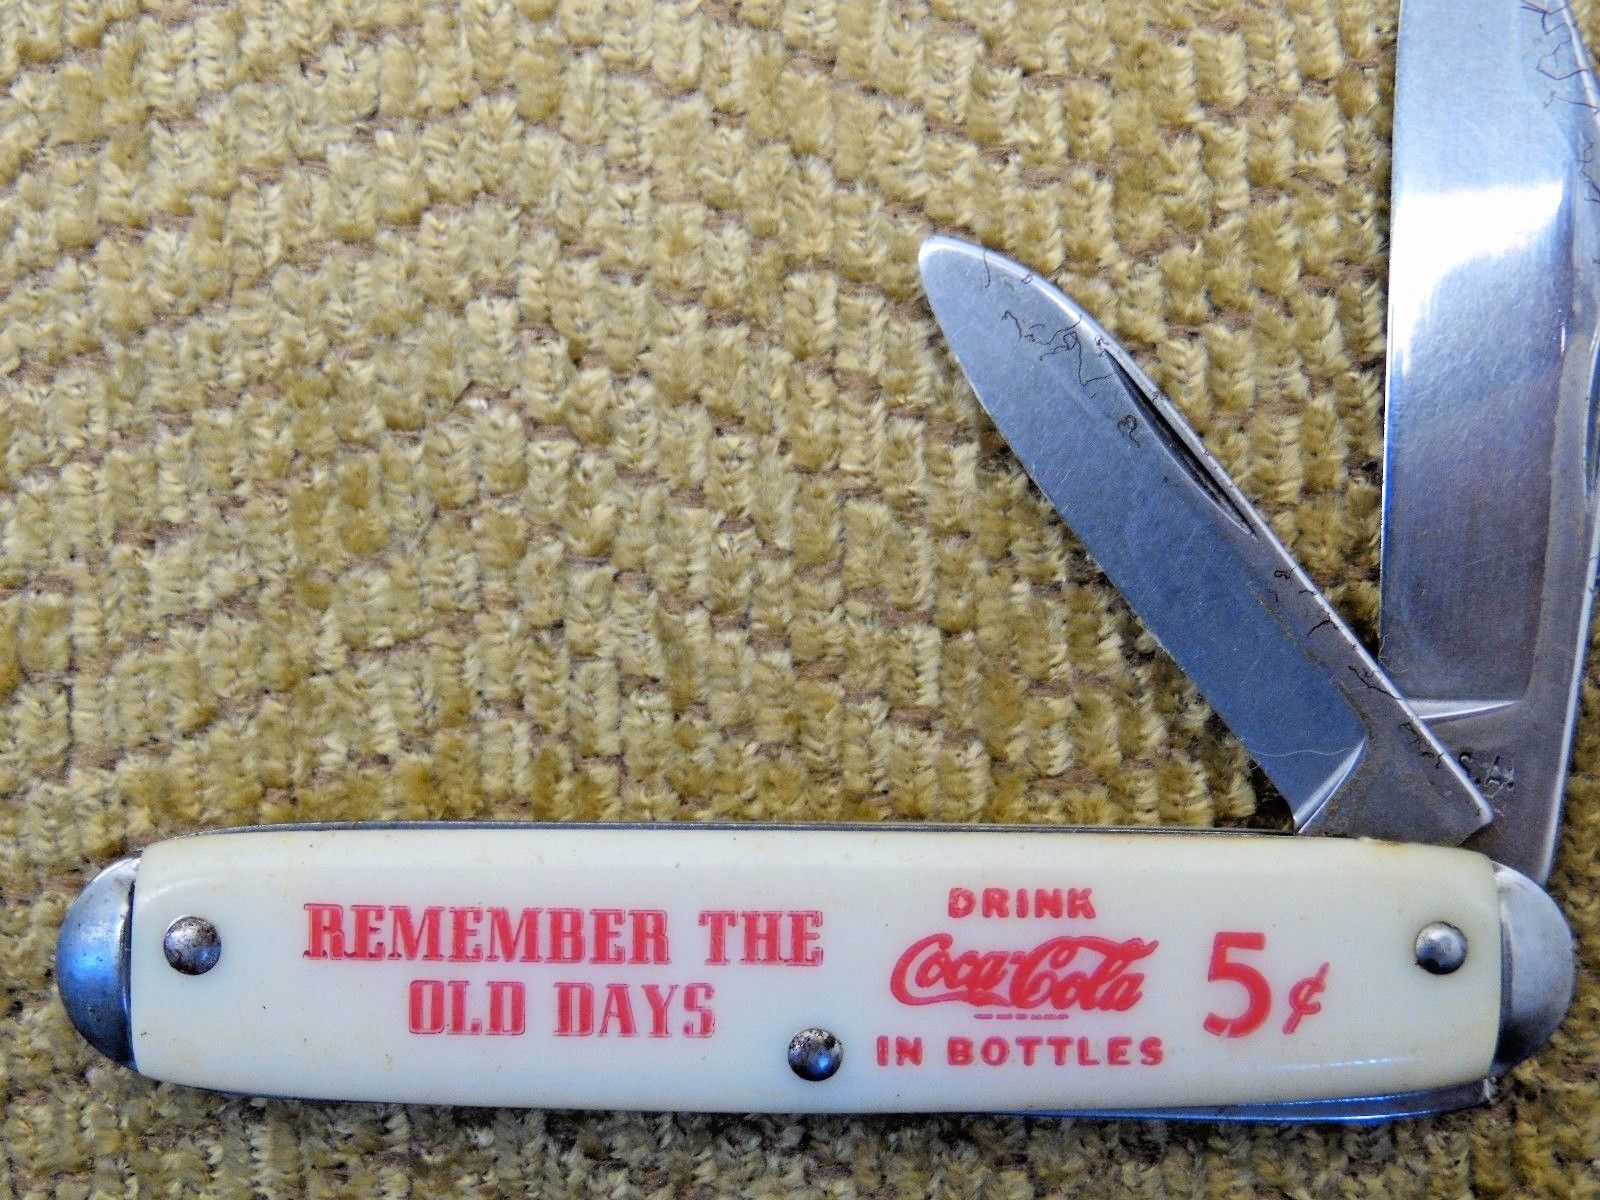 REMEMBER THE
OLD DAYS
DRINK
Coca-Cola
IN BOTTLES
5¢